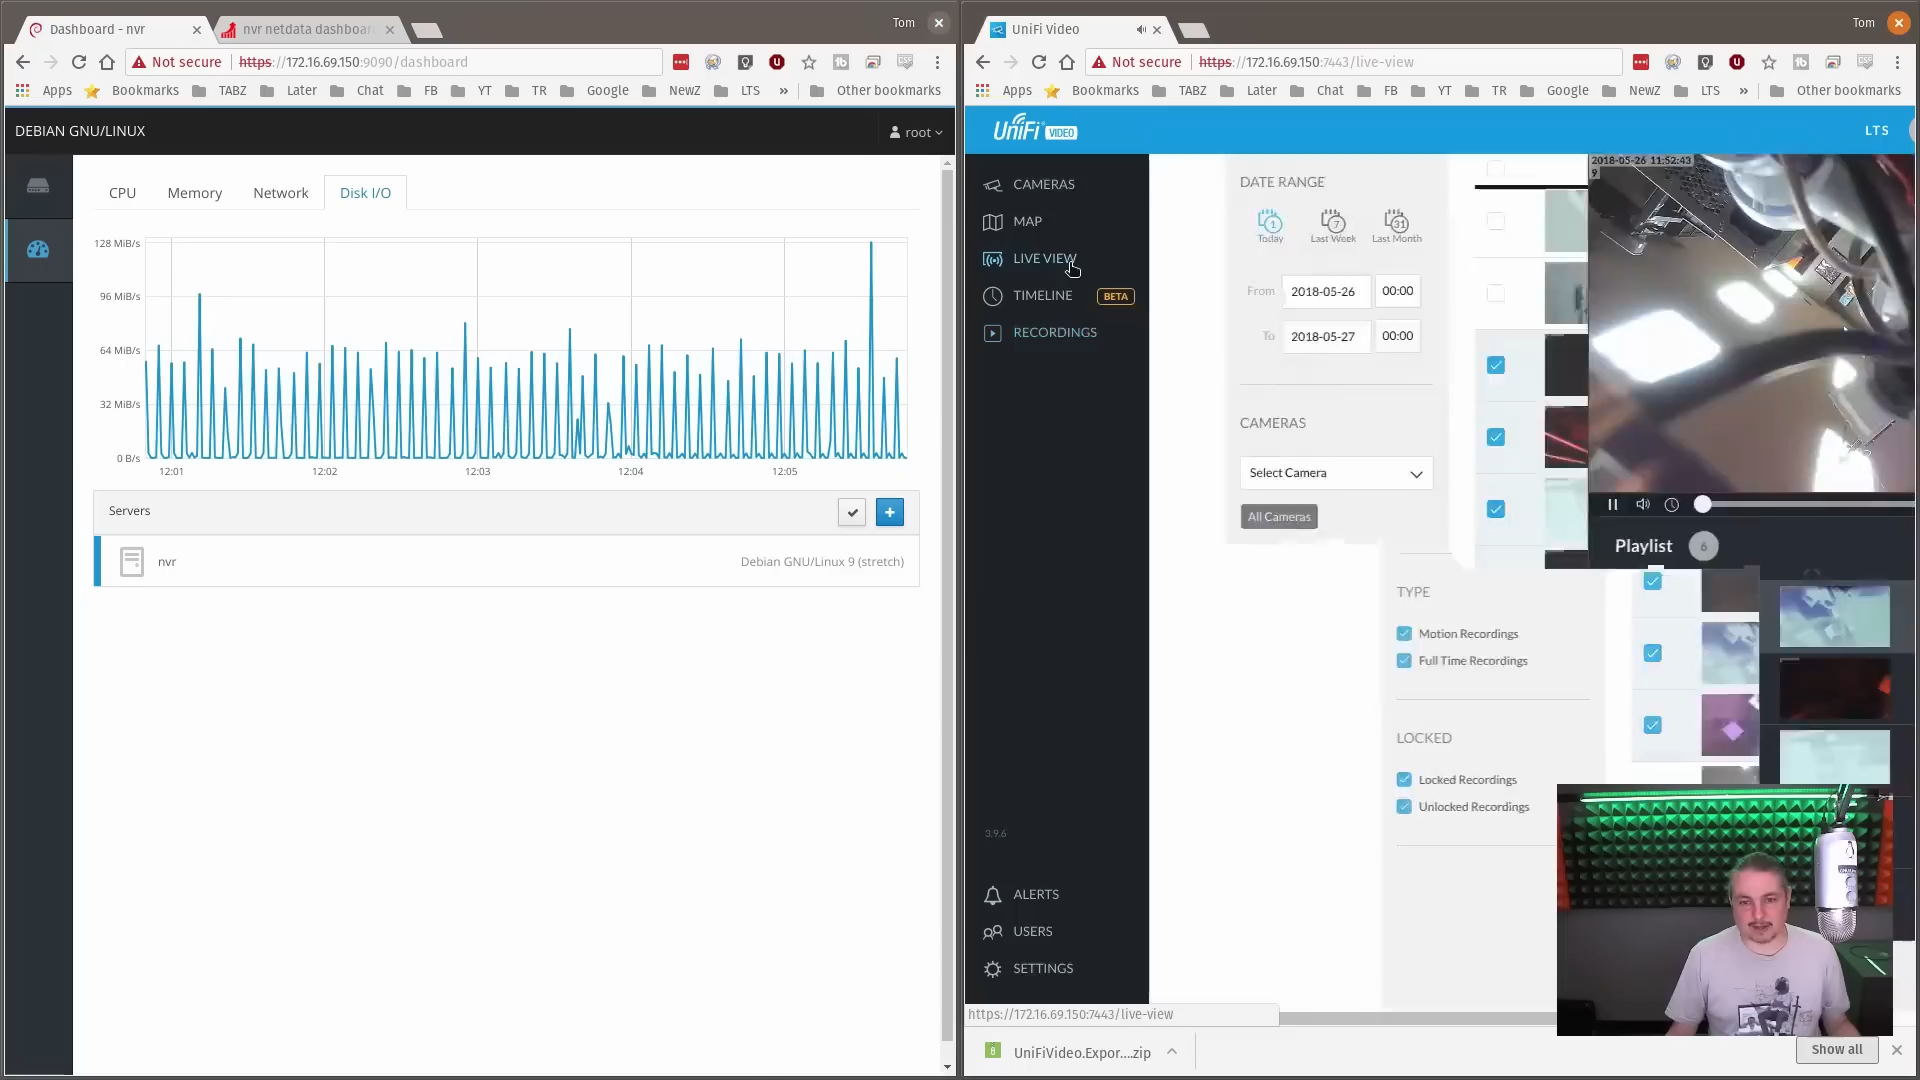 Dashboard - nvr
nvr netdata dashboard
Tom
Not secure
https://172.16.69.150:9090/dashboard
Apps
Bookmarks
TABZ
Later
Chat
FB
YT
TR
Google
NewZ
LTS
»
Other bookmarks
DEBIAN GNU/LINUX
root
CPU
Memory
Network
Disk I/O
128 MiB/s
96 MiB/s
64 MiB/s
32 MiB/s
0 B/s
12:01
12:02
12:03
12:04
12:05
Servers
nvr
Debian GNU/Linux 9 (stretch)
UniFi Video
Tom
Not secure
https://172.16.69.150:7443/live-view
Apps
Bookmarks
TABZ
Later
Chat
FB
YT
TR
Google
NewZ
LTS
»
Other bookmarks
UniFi VIDEO
LTS
CAMERAS
MAP
LIVE VIEW
TIMELINE BETA
RECORDINGS
3.9.6
ALERTS
USERS
SETTINGS
DATE RANGE
1
7
31
Today
Last Week
Last Month
From 2018-05-26 00:00
To 2018-05-27 00:00
CAMERAS
Select Camera
All Cameras
TYPE
Motion Recordings
Full Time Recordings
LOCKED
Locked Recordings
Unlocked Recordings
2018-05-26 11:52:43
9
Playlist 6
https://172.16.69.150:7443/live-view
UniFiVideo.Expor....zip
Show all